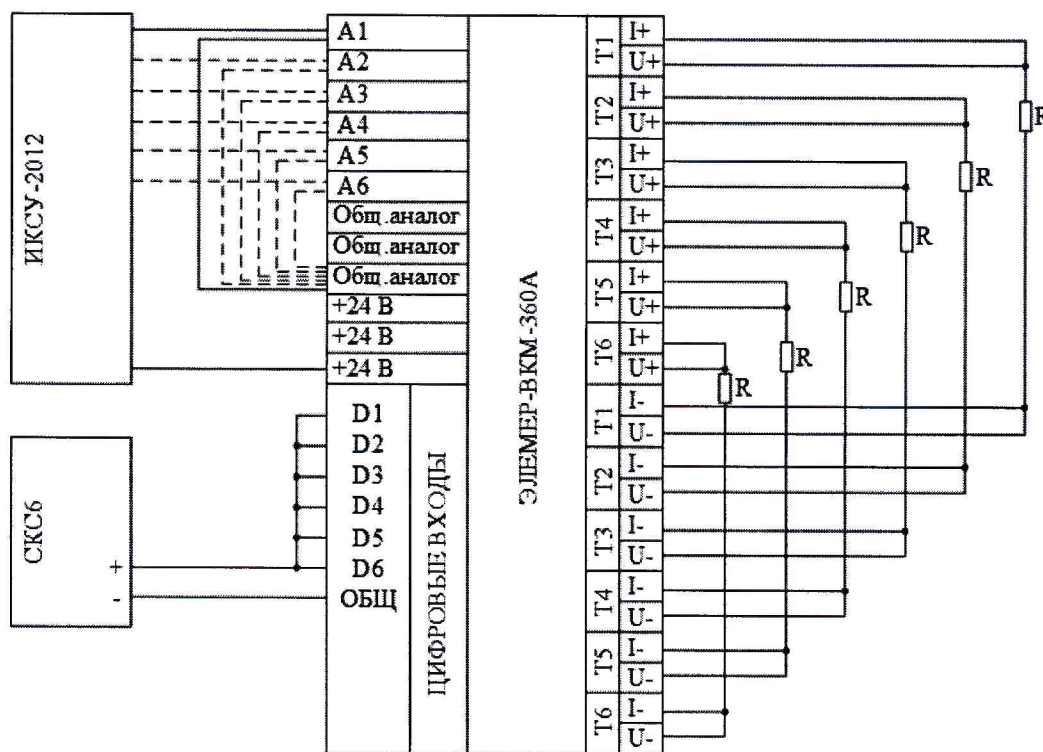 ИКСУ-2012
A1
A2
A3
A4
A5
A6
Общ.аналог
Общ.аналог
Общ.аналог
+24 В
+24 В
+24 В
СКС6
+
-
D1
D2
D3
D4
D5
D6
ОБЩ
ЦИФРОВЫЕ ВХОДЫ
ЭЛЕМЕР-ВКМ-360А
T1
I+
U+
T2
I+
U+
T3
I+
U+
T4
I+
U+
T5
I+
U+
T6
I+
U+
T1
I-
U-
T2
I-
U-
T3
I-
U-
T4
I-
U-
T5
I-
U-
T6
I-
U-
R
R
R
R
R
R